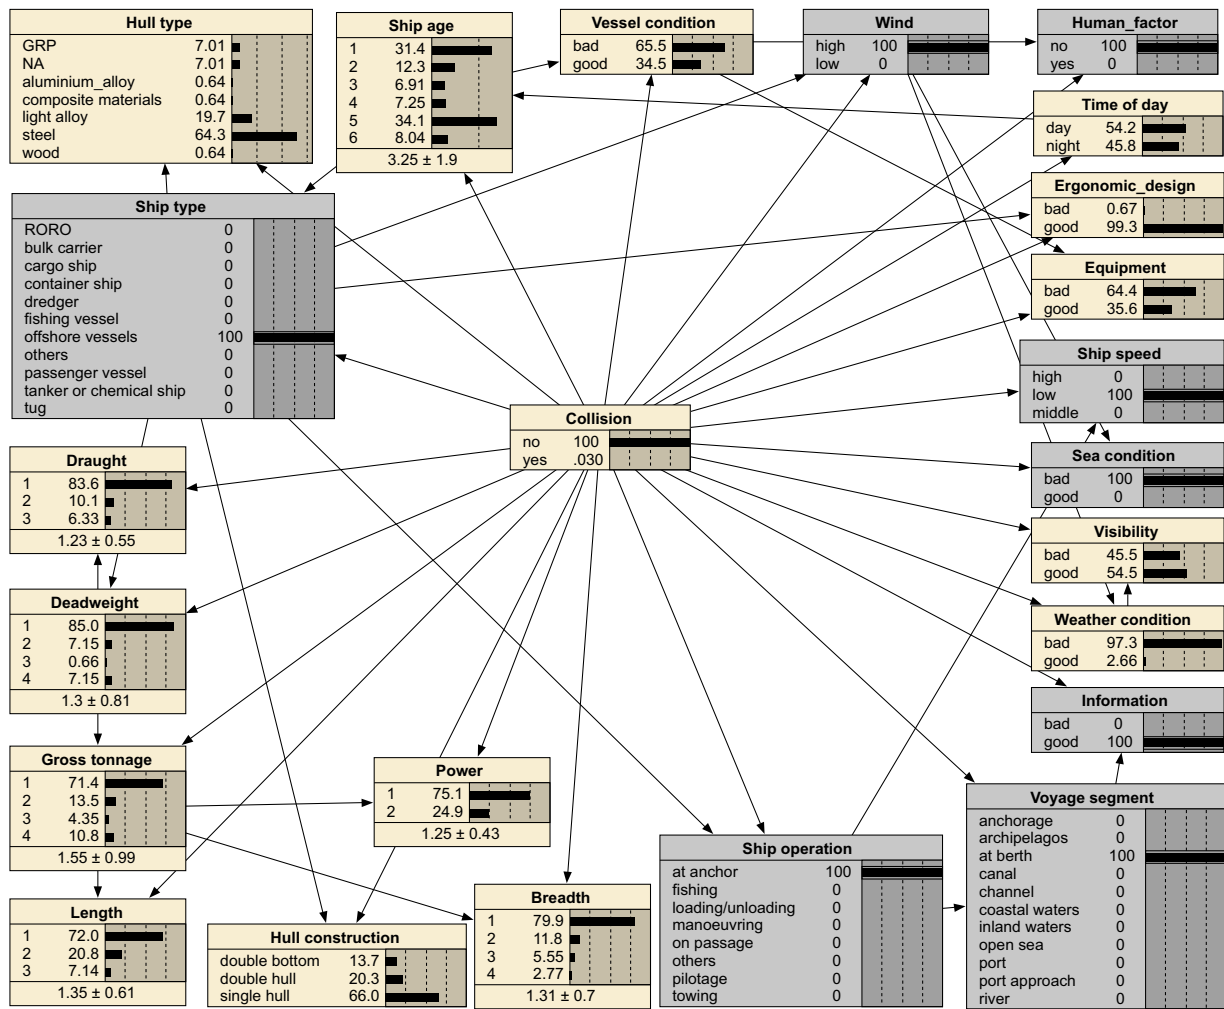 Hull type
GRP 7.01
NA 7.01
aluminium_alloy 0.64
composite materials 0.64
light alloy 19.7
steel 64.3
wood 0.64
Ship age
1 31.4
2 12.3
3 6.91
4 7.25
5 34.1
6 8.04
3.25 ± 1.9
Vessel condition
bad 65.5
good 34.5
Wind
high 100
low 0
Human_factor
no 100
yes 0
Time of day
day 54.2
night 45.8
Ergonomic_design
bad 0.67
good 99.3
Equipment
bad 64.4
good 35.6
Ship type
RORO 0
bulk carrier 0
cargo ship 0
container ship 0
dredger 0
fishing vessel 0
offshore vessels 100
others 0
passenger vessel 0
tanker or chemical ship 0
tug 0
Ship speed
high 0
low 100
middle 0
Collision
no 100
yes .030
Sea condition
bad 100
good 0
Draught
1 83.6
2 10.1
3 6.33
1.23 ± 0.55
Visibility
bad 45.5
good 54.5
Deadweight
1 85.0
2 7.15
3 0.66
4 7.15
1.3 ± 0.81
Weather condition
bad 97.3
good 2.66
Information
bad 0
good 100
Gross tonnage
1 71.4
2 13.5
3 4.35
4 10.8
1.55 ± 0.99
Power
1 75.1
2 24.9
1.25 ± 0.43
Voyage segment
anchorage 0
archipelagos 0
at berth 100
canal 0
channel 0
coastal waters 0
inland waters 0
open sea 0
port 0
port approach 0
river 0
Ship operation
at anchor 100
fishing 0
loading/unloading 0
manoeuvring 0
on passage 0
others 0
pilotage 0
towing 0
Length
1 72.0
2 20.8
3 7.14
1.35 ± 0.61
Hull construction
double bottom 13.7
double hull 20.3
single hull 66.0
Breadth
1 79.9
2 11.8
3 5.55
4 2.77
1.31 ± 0.7